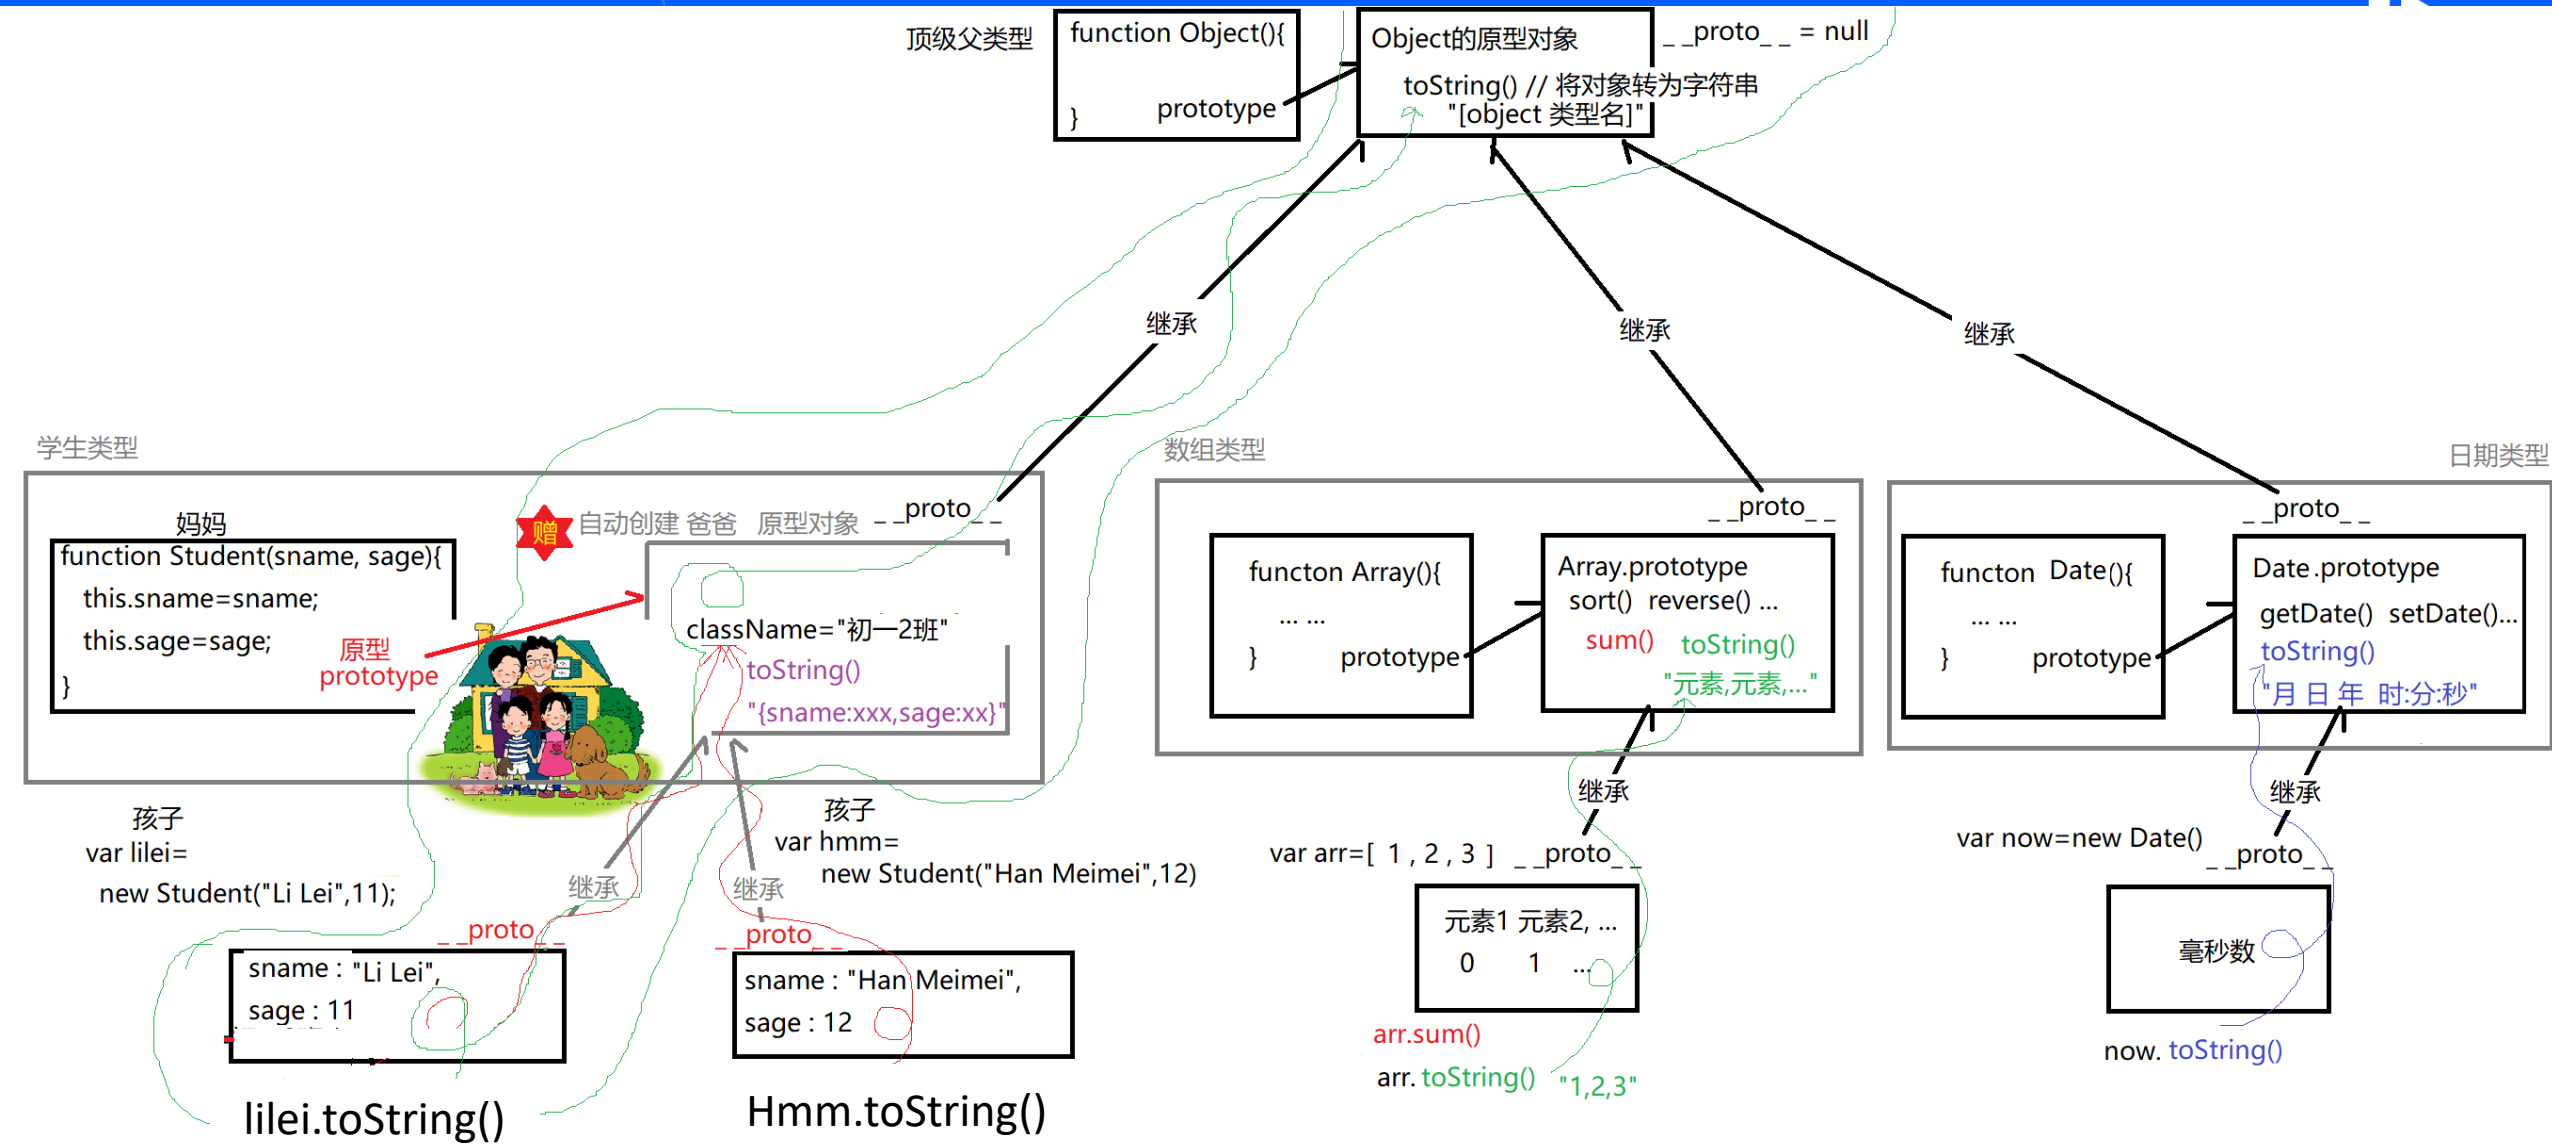 顶级父类型
function Object(){
prototype
}
Object的原型对象
toString() // 将对象转为字符串
"[object 类型名]"
_ _proto_ _ = null
继承
继承
继承
学生类型
妈妈
function Student(sname, sage){
this.sname=sname;
this.sage=sage;
}
原型
prototype
赠
自动创建 爸爸 原型对象
_ _proto_ _
className="初一2班"
toString()
"{sname:xxx,sage:xx}"
数组类型
_ _proto_ _
functon Array(){
... ...
}
prototype
Array.prototype
sort() reverse() ...
sum() toString()
"元素,元素,..."
日期类型
_ _proto_ _
functon Date(){
... ...
}
prototype
Date.prototype
getDate() setDate()...
toString()
"月 日 年 时:分:秒"
孩子
var lilei=
new Student("Li Lei",11);
继承
_ _proto_ _
sname : "Li Lei",
sage : 11
lilei.toString()
孩子
var hmm=
new Student("Han Meimei",12)
继承
_ _proto_ _
sname : "Han Meimei",
sage : 12
Hmm.toString()
继承
var arr=[ 1 , 2 , 3 ] _ _proto_ _
元素1 元素2, ...
0 1 ...
arr.sum()
arr. toString() "1,2,3"
继承
var now=new Date()
_ _proto_ _
毫秒数
now. toString()